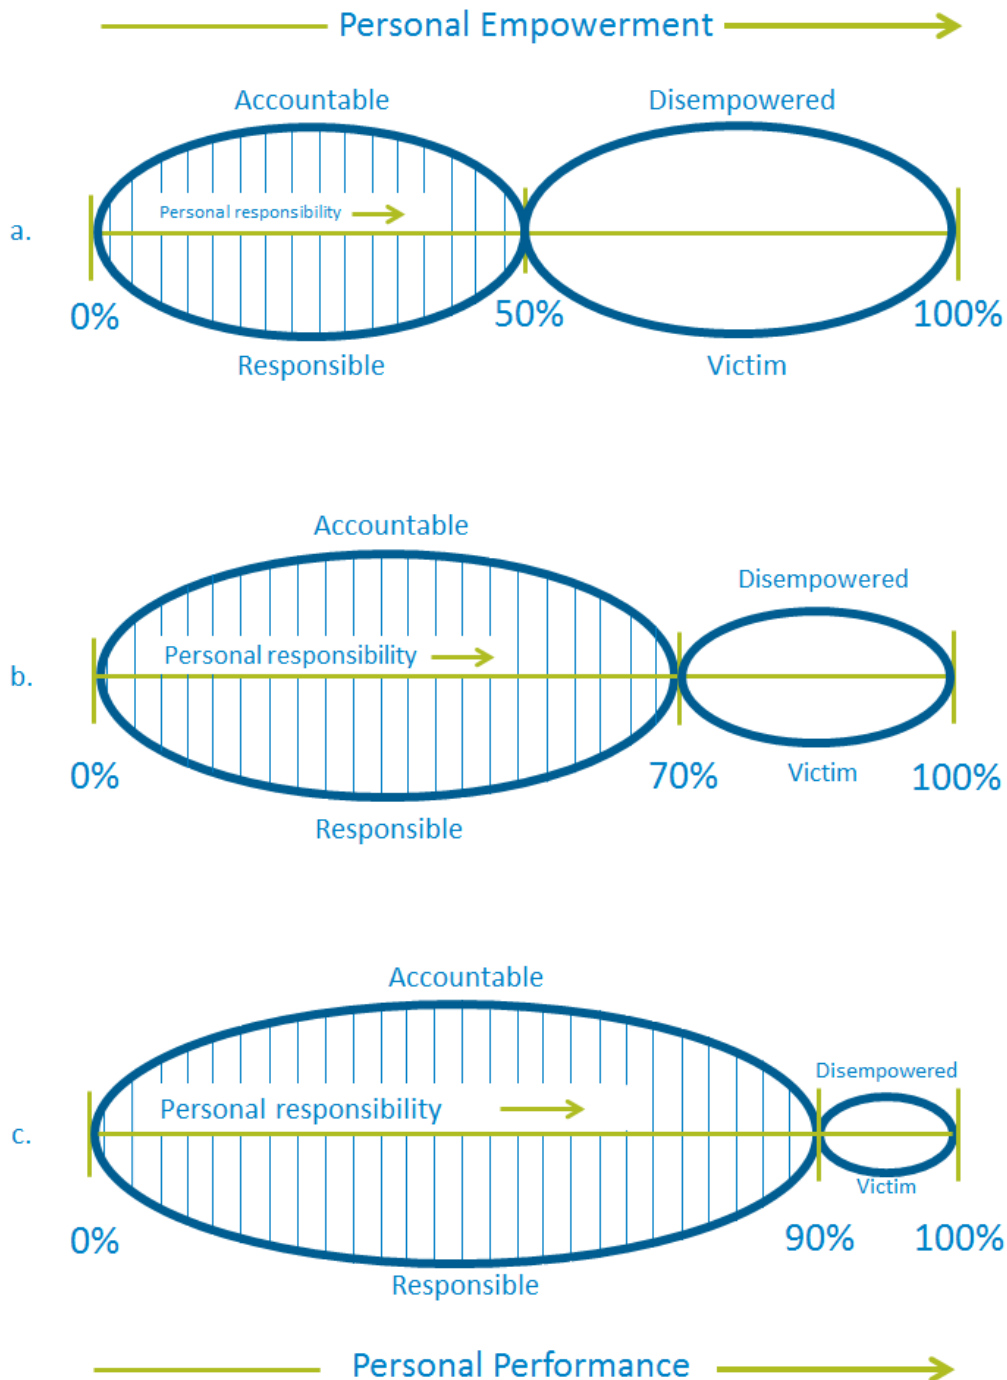 Personal Empowerment
Accountable
Disempowered
Personal responsibility
a.
0%
50%
100%
Responsible
Victim
Accountable
Disempowered
Personal responsibility
b.
0%
70%
Victim
100%
Responsible
Accountable
Disempowered
Personal responsibility
c.
Victim
0%
90%
100%
Responsible
Personal Performance